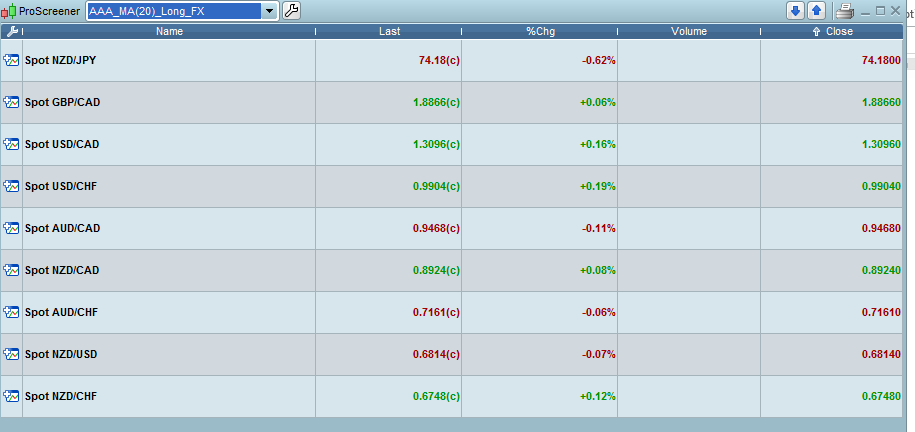 ProScreener AAA_MA(20)_Long_FX
Name Last %Chg Volume Close
Spot NZD/JPY 74.18(c) -0.62% 74.1800
Spot GBP/CAD 1.8866(c) +0.06% 1.88660
Spot USD/CAD 1.3096(c) +0.16% 1.30960
Spot USD/CHF 0.9904(c) +0.19% 0.99040
Spot AUD/CAD 0.9468(c) -0.11% 0.94680
Spot NZD/CAD 0.8924(c) +0.08% 0.89240
Spot AUD/CHF 0.7161(c) -0.06% 0.71610
Spot NZD/USD 0.6814(c) -0.07% 0.68140
Spot NZD/CHF 0.6748(c) +0.12% 0.67480